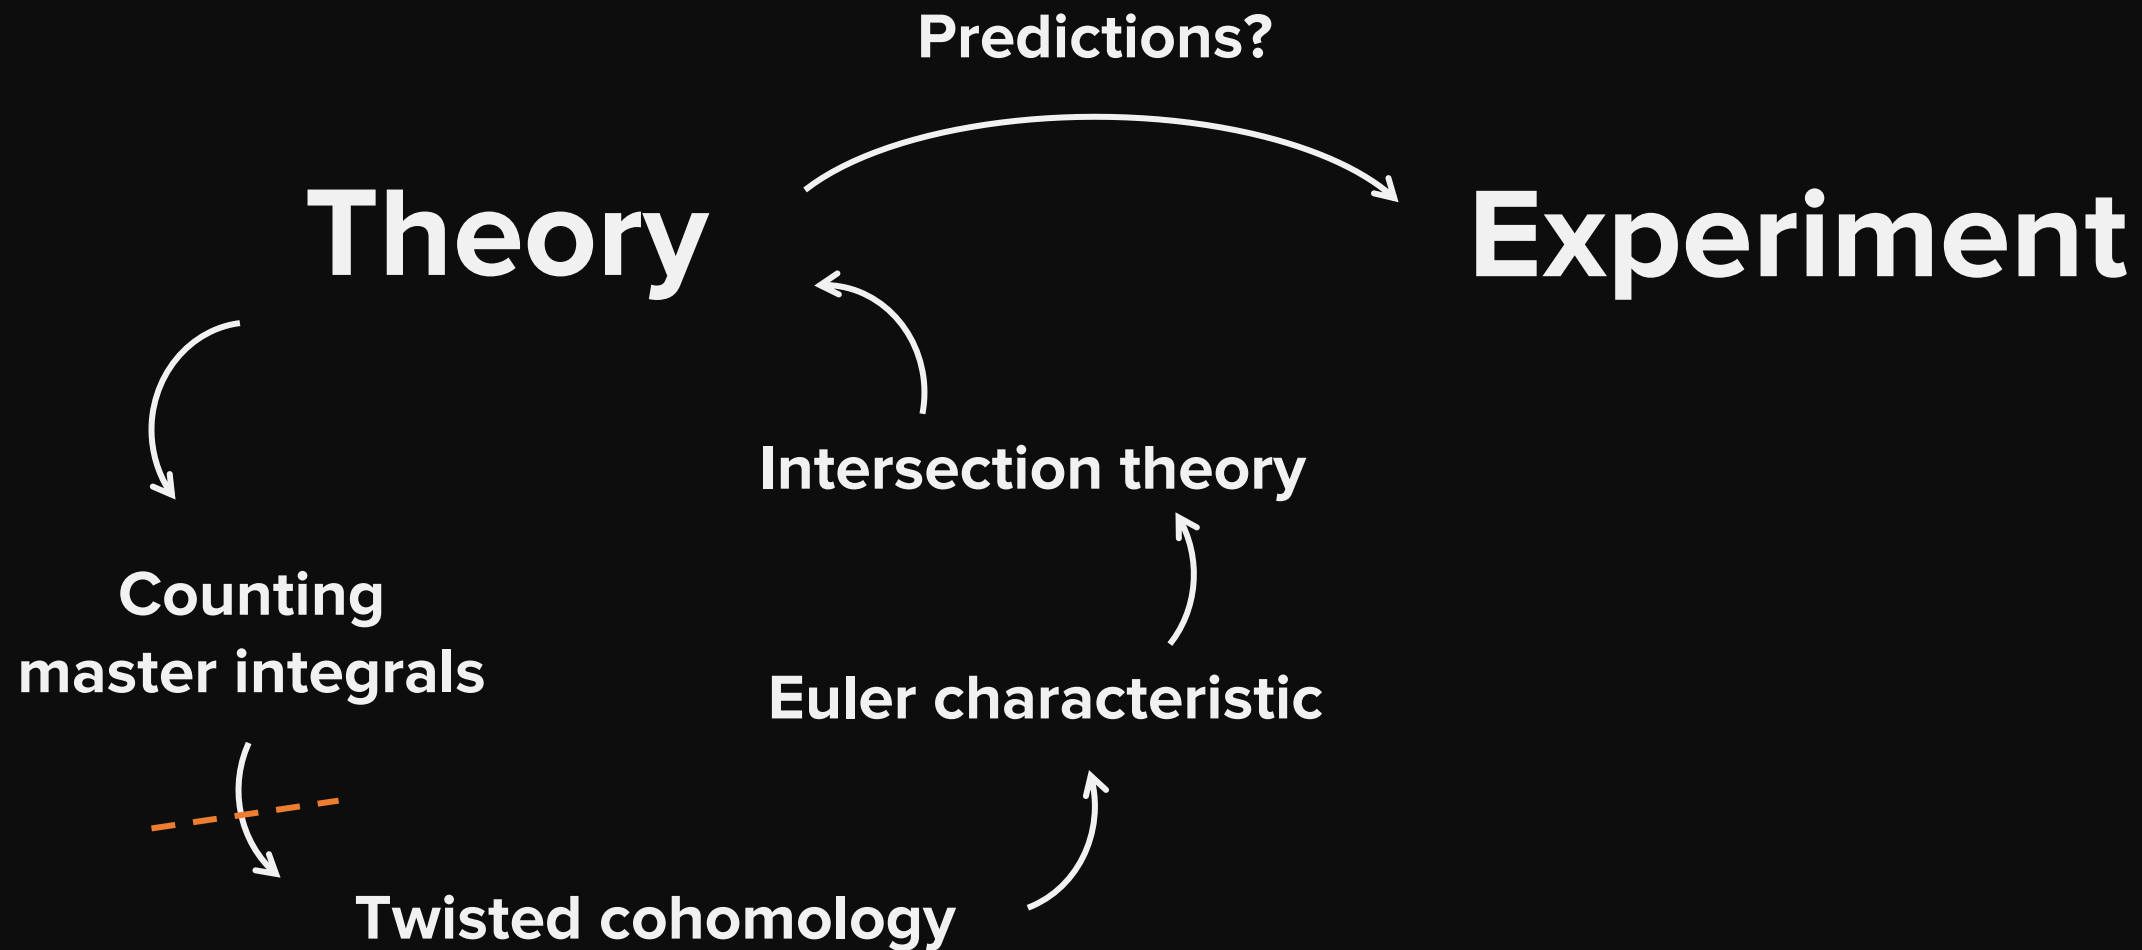 Predictions?
Theory
Experiment
Intersection theory
Counting
master integrals
Euler characteristic
Twisted cohomology